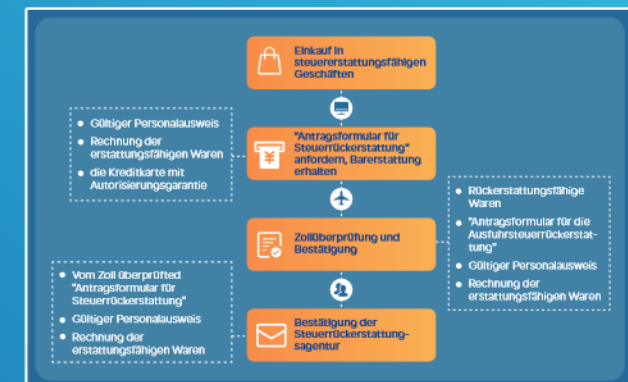 Einkauf in
steuererstattungsfähigen
Geschäften
• Gültiger Personalausweis
• Rechnung der
erstattungsfähigen Waren
• die Kreditkarte mit
Autorisierungsgarantie
¥
"Antragsformular für
Steuerrückerstattung"
anfordern, Barerstattung
erhalten
Zollüberprüfung und
Bestätigung
• Rückerstattungsfähige
Waren
• "Antragsformular für die
Ausfuhrsteuerrückerstat-
tung"
• Gültiger Personalausweis
• Rechnung der
erstattungsfähigen Waren
• Vom Zoll überprüfted
"Antragsformular für
Steuerrückerstattung"
• Gültiger Personalausweis
• Rechnung der
erstattungsfähigen Waren
Bestätigung der
Steuerrückerstattung-
sagentur